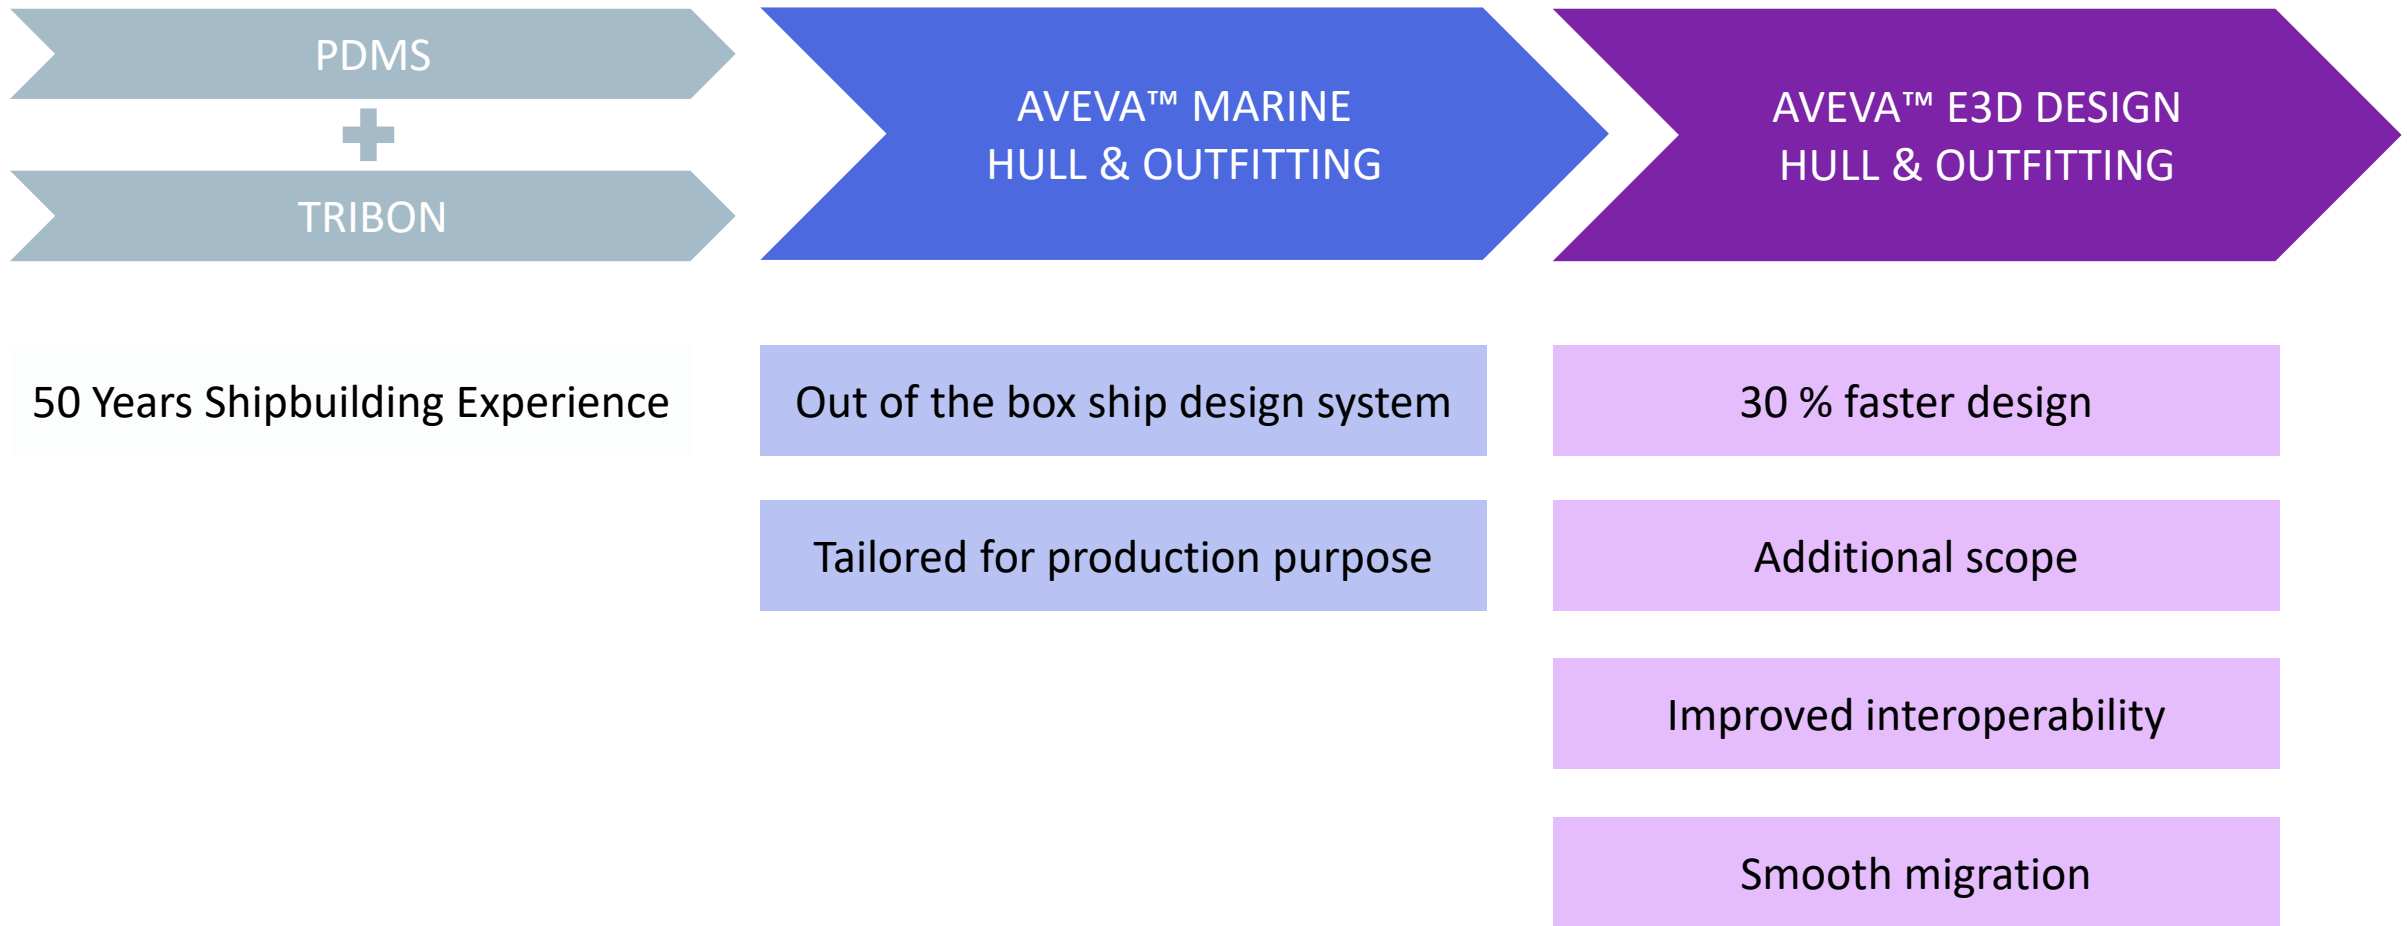 PDMS
TRIBON
AVEVA™ MARINE
HULL & OUTFITTING
AVEVA™ E3D DESIGN
HULL & OUTFITTING
50 Years Shipbuilding Experience
Out of the box ship design system
Tailored for production purpose
30 % faster design
Additional scope
Improved interoperability
Smooth migration